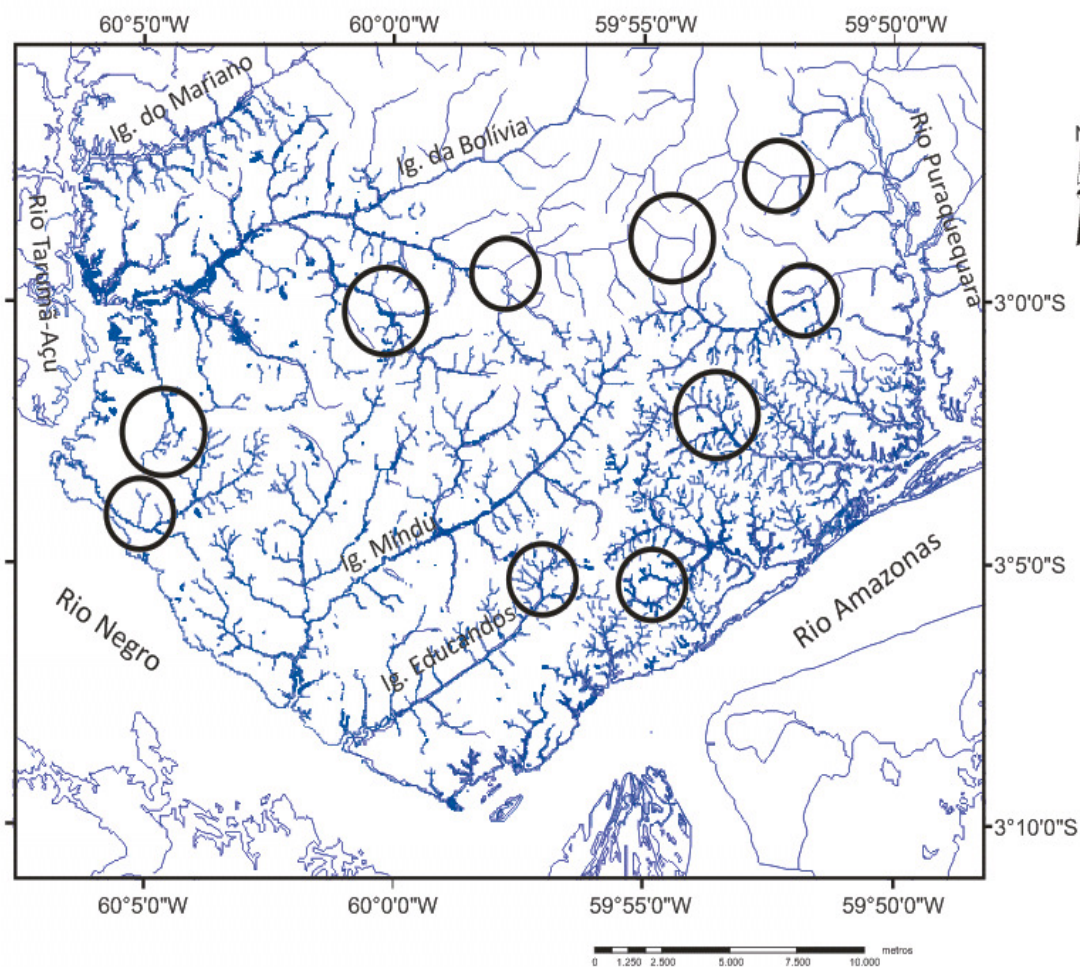 60°5'0"W 60°0'0"W 59°55'0"W 59°50'0"W
Ig. do Mariano
Ig. da Bolívia
Rio Puraquequara
Rio Tarumã-Açu
3°0'0"S
Ig. Mindu
3°50'0"S
Rio Negro
Ig. Educandos
Rio Amazonas
3°10'0"S
60°5'0"W 60°0'0"W 59°55'0"W 59°50'0"W
metros
0 1.250 2.500 5.000 7.500 10.000